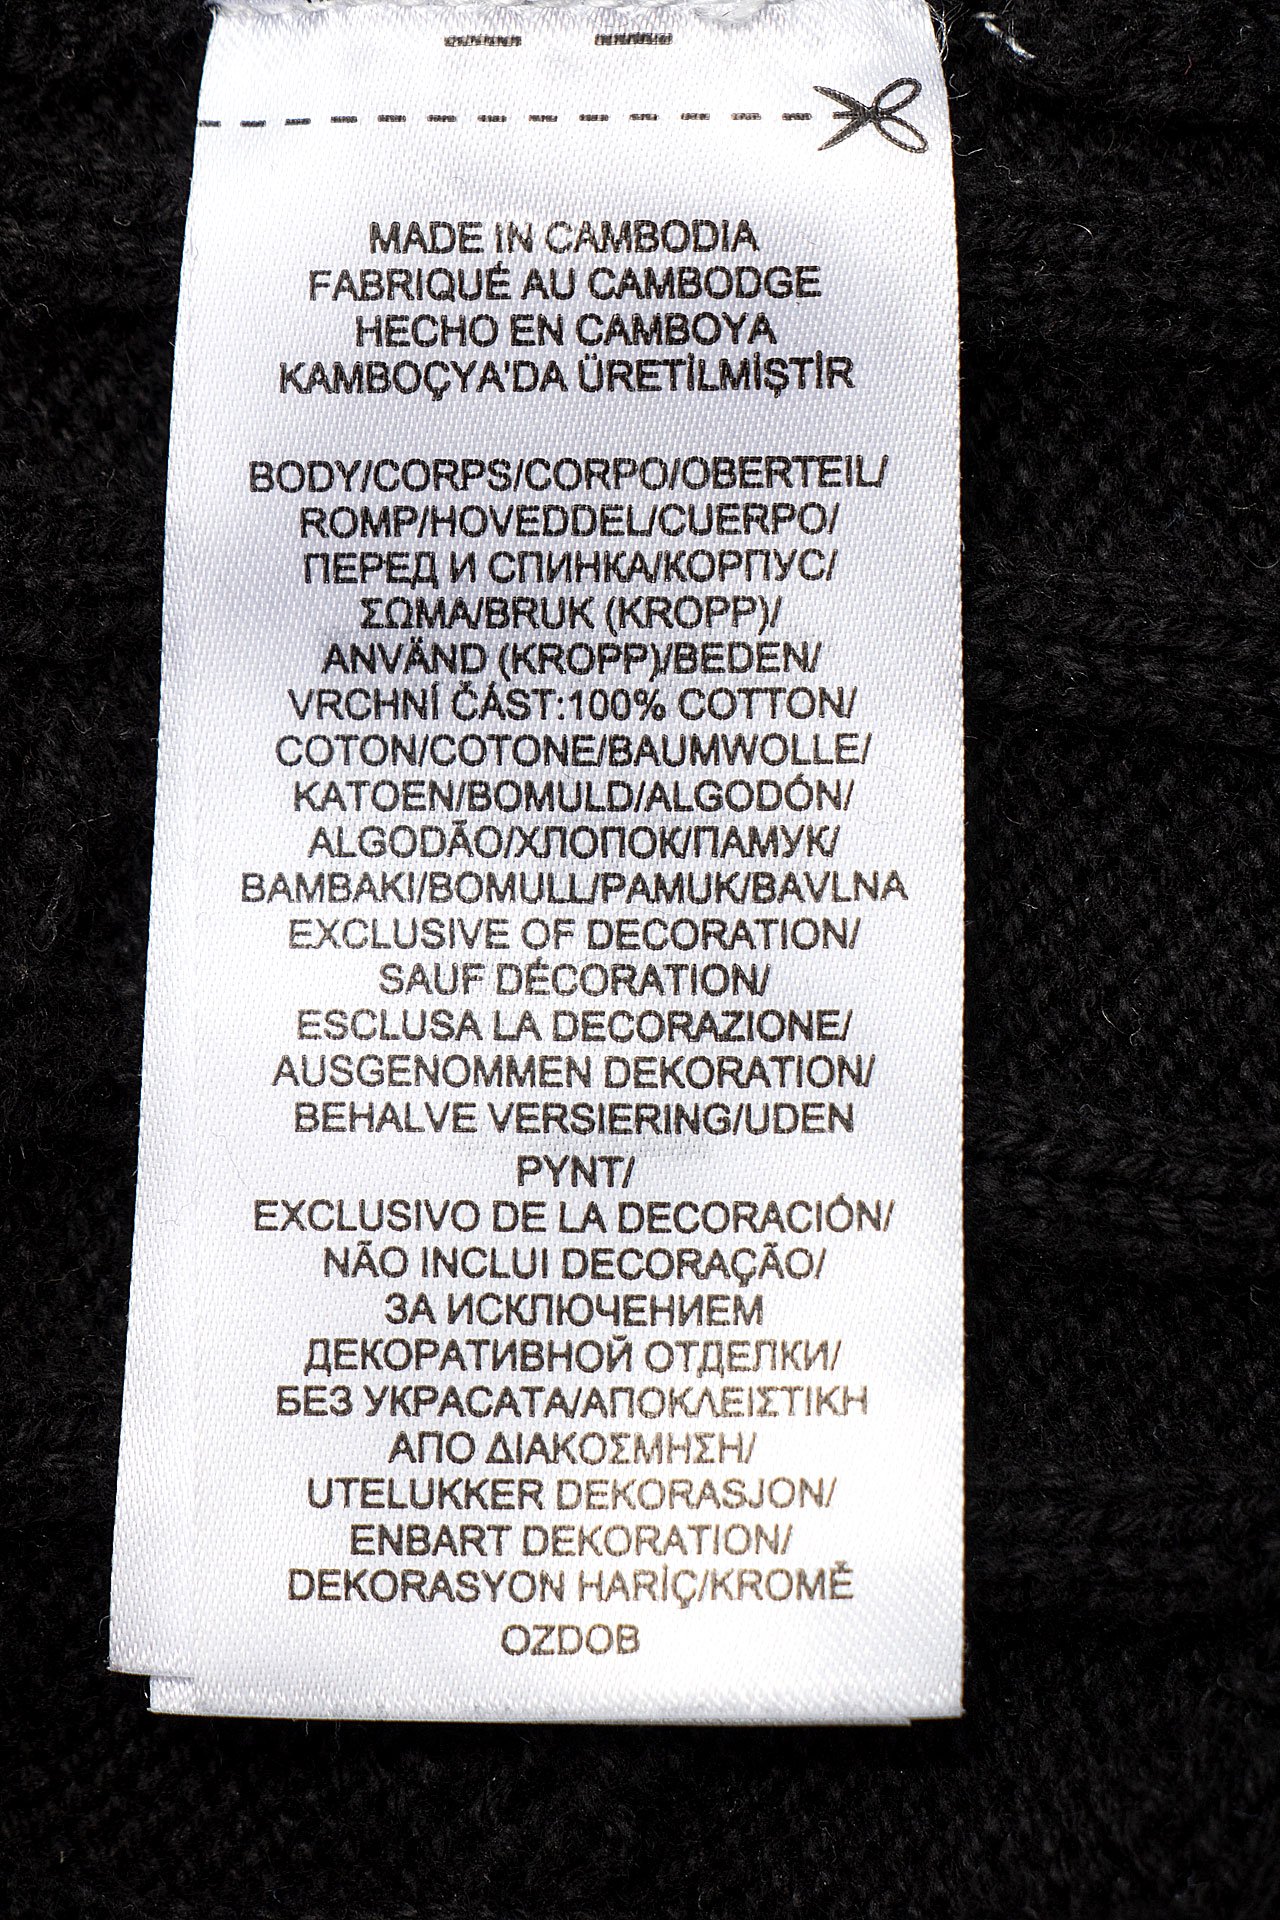 MADE IN CAMBODIA
FABRIQUÉ AU CAMBODGE
HECHO EN CAMBOYA
KAMBOÇYA'DA ÜRETİLMİŞTİR
BODY/CORPS/CORPO/OBERTEIL/
ROMP/HOVEDDEL/CUERPO/
ПЕРЕД И СПИНКА/КОРПУС/
ΣΩΜΑ/BRUK (KROPP)/
ANVÄND (KROPP)/BEDEN/
VRCHNÍ ČÁST:100% COTTON/
COTON/COTONE/BAUMWOLLE/
KATOEN/BOMULD/ALGODÓN/
ALGODÃO/ХЛОПОК/ПАМУК/
BAMBAKI/BOMULL/PAMUK/BAVLNA
EXCLUSIVE OF DECORATION/
SAUF DÉCORATION/
ESCLUSA LA DECORAZIONE/
AUSGENOMMEN DEKORATION/
BEHALVE VERSIERING/UDEN
PYNT/
EXCLUSIVO DE LA DECORACIÓN/
NÃO INCLUI DECORAÇÃO/
ЗА ИСКЛЮЧЕНИЕМ
ДЕКОРАТИВНОЙ ОТДЕЛКИ/
БЕЗ УКРАСАТА/ΑΠΟΚΛΕΙΣΤΙΚΗ
ΑΠΟ ΔΙΑΚΟΣΜΗΣΗ/
UTELUKKER DEKORASJON/
ENBART DEKORATION/
DEKORASYON HARİÇ/KROMĚ
OZDOB